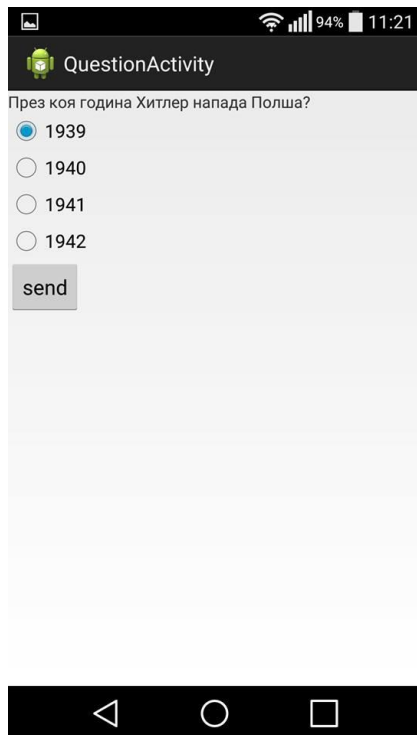 94% 11:21
QuestionActivity
През коя година Хитлер напада Полша?
1939
1940
1941
1942
send